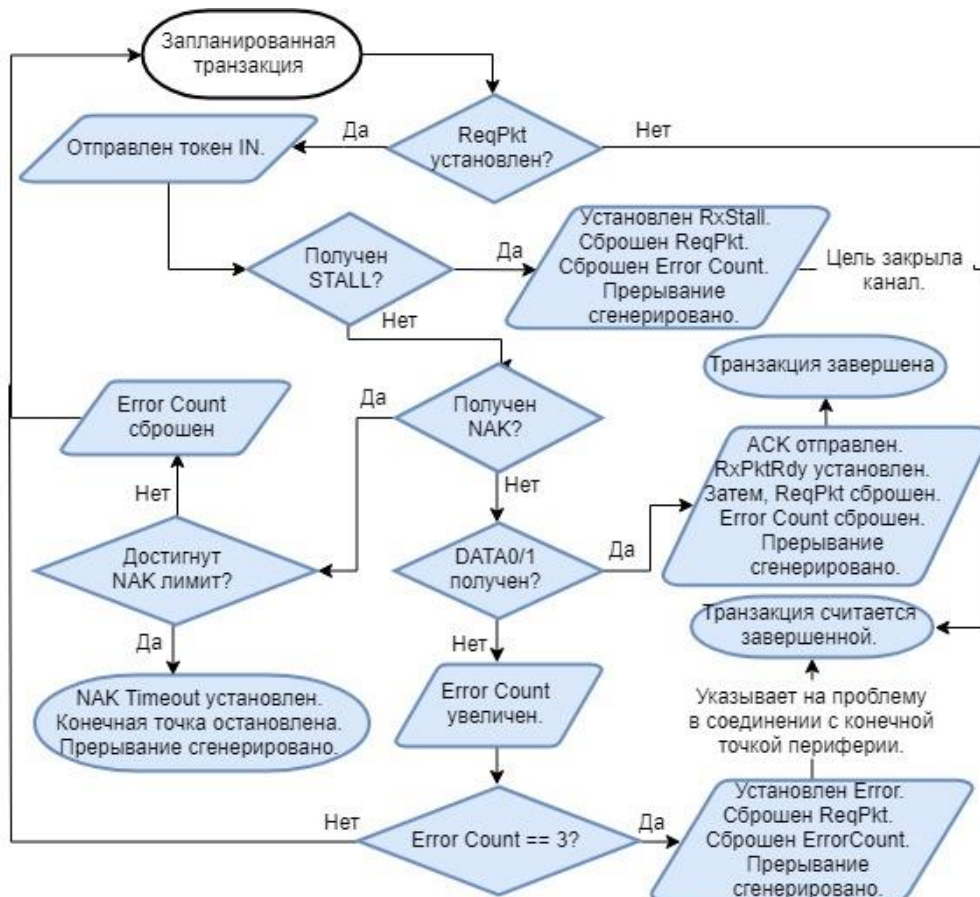 Запланированная
транзакция
ReqPkt
установлен?
Да
Нет
Отправлен токен IN.
Получен
STALL?
Да
Установлен RxStall.
Сброшен ReqPkt.
Сброшен Error Count.
Прерывание
сгенерировано.
Цель закрыла
канал.
Нет
Получен
NAK?
Да
Error Count
сброшен
Нет
Достигнут
NAK лимит?
Да
NAK Timeout установлен.
Конечная точка остановлена.
Прерывание сгенерировано.
Нет
DATA0/1
получен?
Да
ACK отправлен.
RxPktRdy установлен.
Затем, ReqPkt сброшен.
Error Count сброшен.
Прерывание
сгенерировано.
Транзакция завершена
Нет
Error Count
увеличен.
Error Count == 3?
Нет
Да
Установлен Error.
Сброшен ReqPkt.
Сброшен ErrorCount.
Прерывание
сгенерировано.
Указывает на проблему
в соединении с конечной
точкой периферии.
Транзакция считается
завершенной.